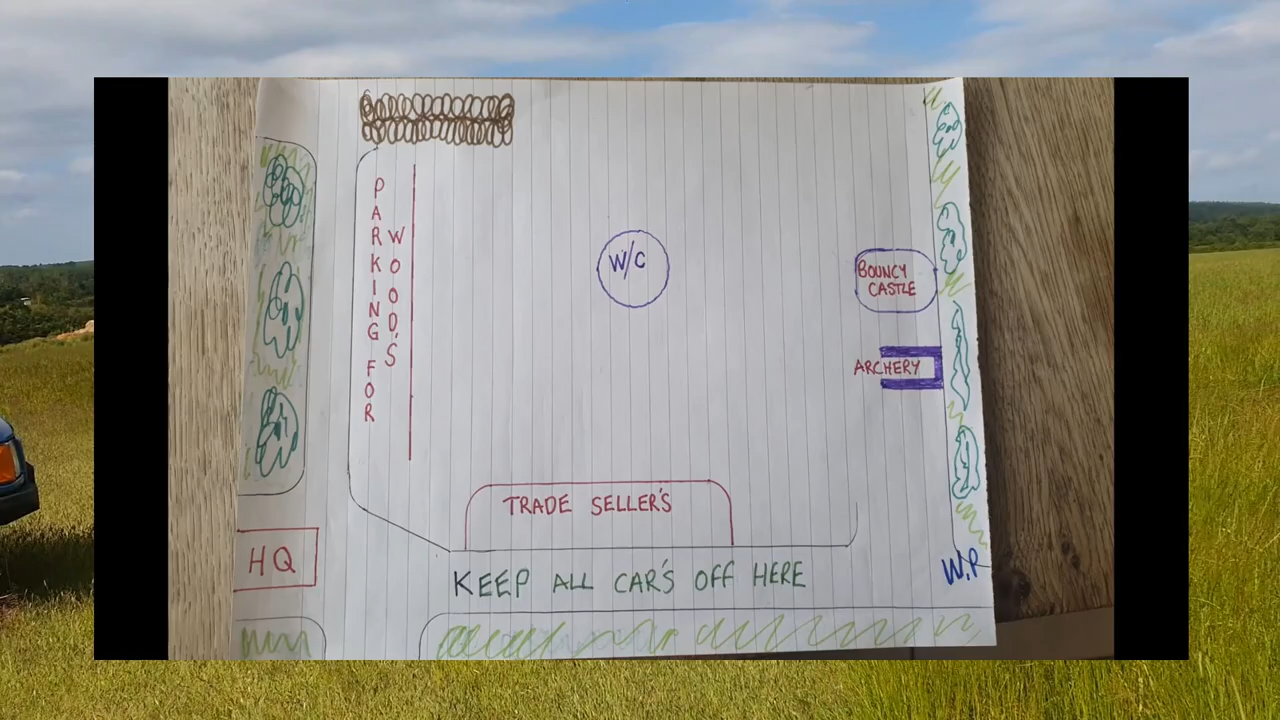 PARKING FOR
WOOD'S
W/C
BOUNCY
CASTLE
ARCHERY
TRADE SELLER'S
HQ
KEEP ALL CAR'S OFF HERE
W.P